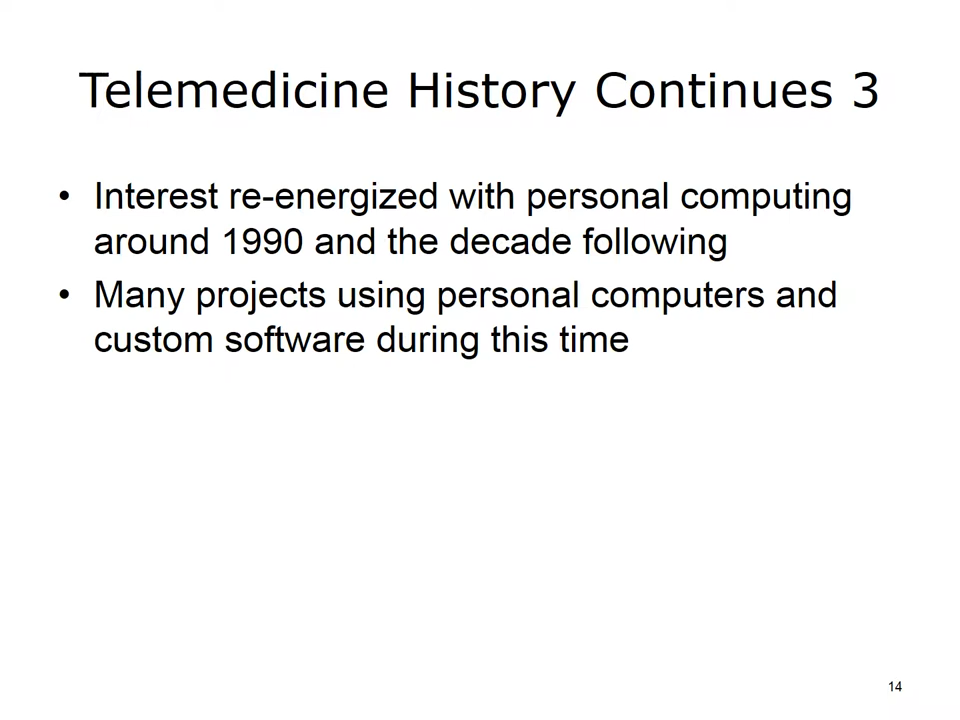 Telemedicine History Continues 3
• Interest re-energized with personal computing
around 1990 and the decade following
• Many projects using personal computers and
custom software during this time
14